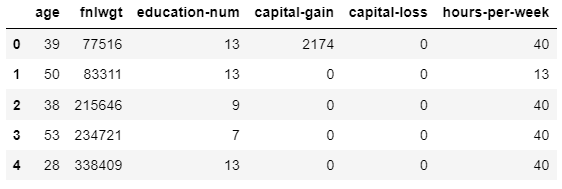 age fnlwgt education-num capital-gain capital-loss hours-per-week
0 39 77516 13 2174 0 40
1 50 83311 13 0 0 13
2 38 215646 9 0 0 40
3 53 234721 7 0 0 40
4 28 338409 13 0 0 40